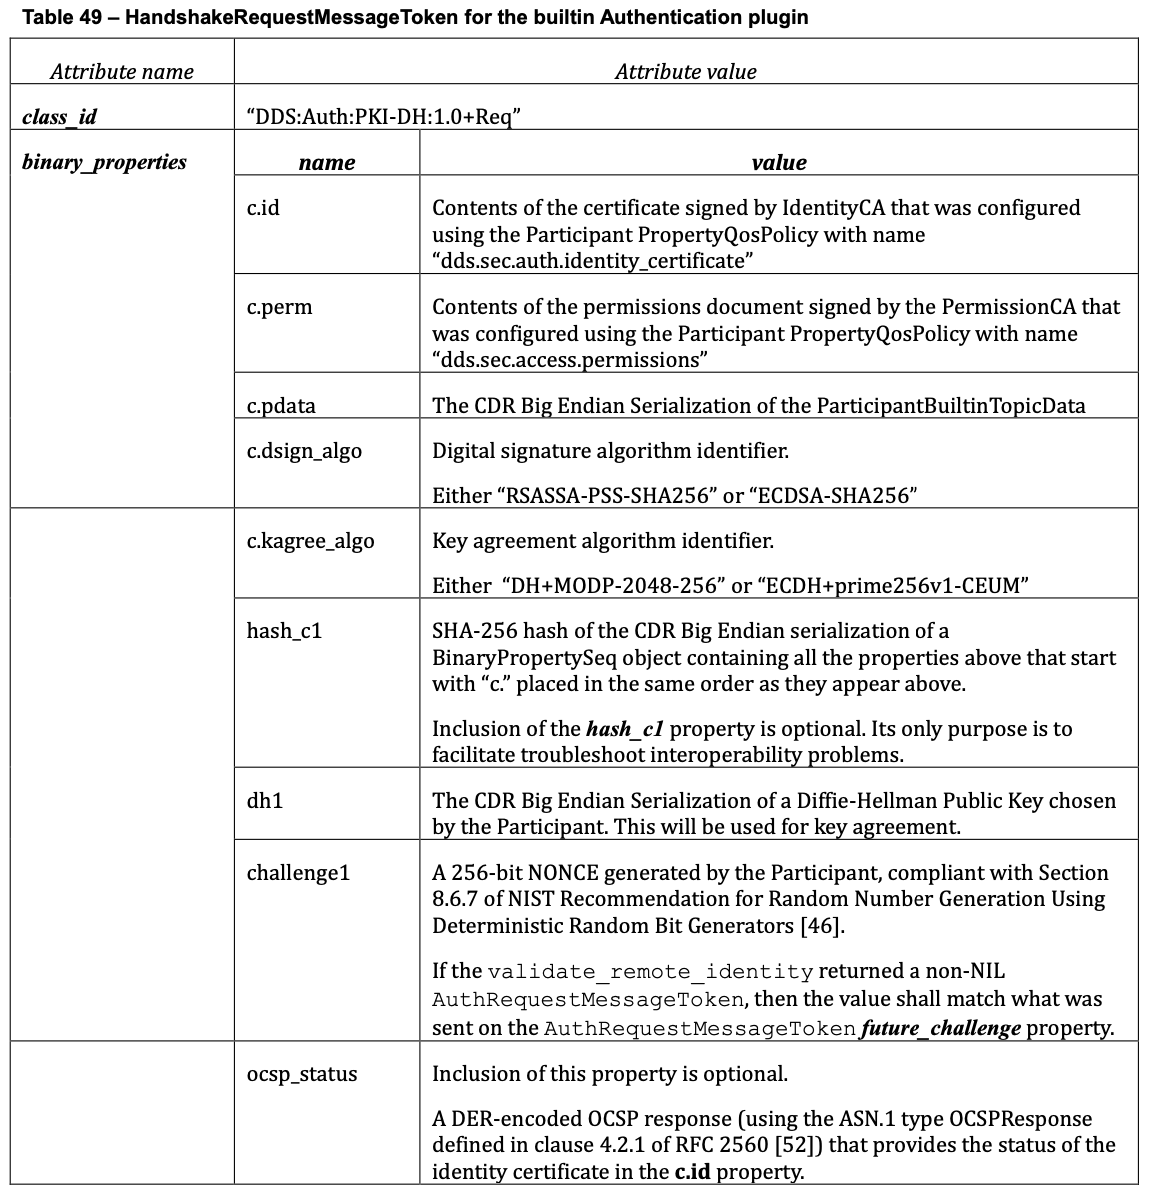 Table 49 – HandshakeRequestMessageToken for the builtin Authentication plugin
Attribute name Attribute value
class_id “DDS:Auth:PKI-DH:1.0+Req”
binary_properties name value
c.id Contents of the certificate signed by IdentityCA that was configured
using the Participant PropertyQosPolicy with name
“dds.sec.auth.identity_certificate”
c.perm Contents of the permissions document signed by the PermissionCA that
was configured using the Participant PropertyQosPolicy with name
“dds.sec.access.permissions”
c.pdata The CDR Big Endian Serialization of the ParticipantBuiltinTopicData
c.dsign_algo Digital signature algorithm identifier.
Either “RSASSA-PSS-SHA256” or “ECDSA-SHA256”
c.kagree_algo Key agreement algorithm identifier.
Either “DH+MODP-2048-256” or “ECDH+prime256v1-CEUM”
hash_c1 SHA-256 hash of the CDR Big Endian serialization of a
BinaryPropertySeq object containing all the properties above that start
with “c.” placed in the same order as they appear above.
Inclusion of the hash_c1 property is optional. Its only purpose is to
facilitate troubleshoot interoperability problems.
dh1 The CDR Big Endian Serialization of a Diffie-Hellman Public Key chosen
by the Participant. This will be used for key agreement.
challenge1 A 256-bit NONCE generated by the Participant, compliant with Section
8.6.7 of NIST Recommendation for Random Number Generation Using
Deterministic Random Bit Generators [46].
If the validate_remote_identity returned a non-NIL
AuthRequestMessageToken, then the value shall match what was
sent on the AuthRequestMessageToken future_challenge property.
ocsp_status Inclusion of this property is optional.
A DER-encoded OCSP response (using the ASN.1 type OCSPResponse
defined in clause 4.2.1 of RFC 2560 [52]) that provides the status of the
identity certificate in the c.id property.